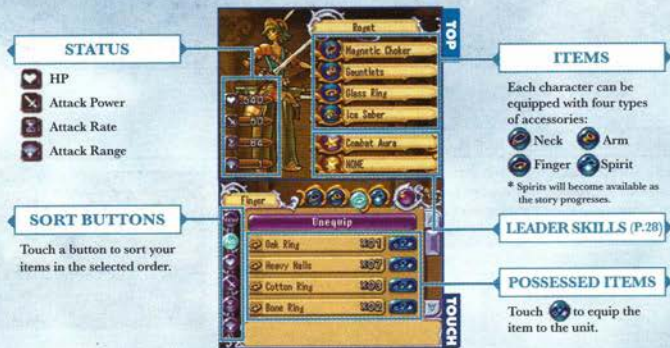 STATUS
HP
Attack Power
Attack Rate
Attack Range
SORT BUTTONS
Touch a button to sort your
items in the selected order.
TOP
Roget
Magnetic Choker
Gauntlets
Glass Ring
Ice Saber
540
50
64
Combat Aura
NONE
Finger
Unequip
Oak Ring
Heavy Nails
Cotton Ring
Bone Ring
TOUCH
ITEMS
Each character can be
equipped with four types
of accessories:
Neck Arm
Finger Spirit
* Spirits will become available as
the story progresses.
LEADER SKILLS (P.28)
POSSESSED ITEMS
Touch to equip the
item to the unit.